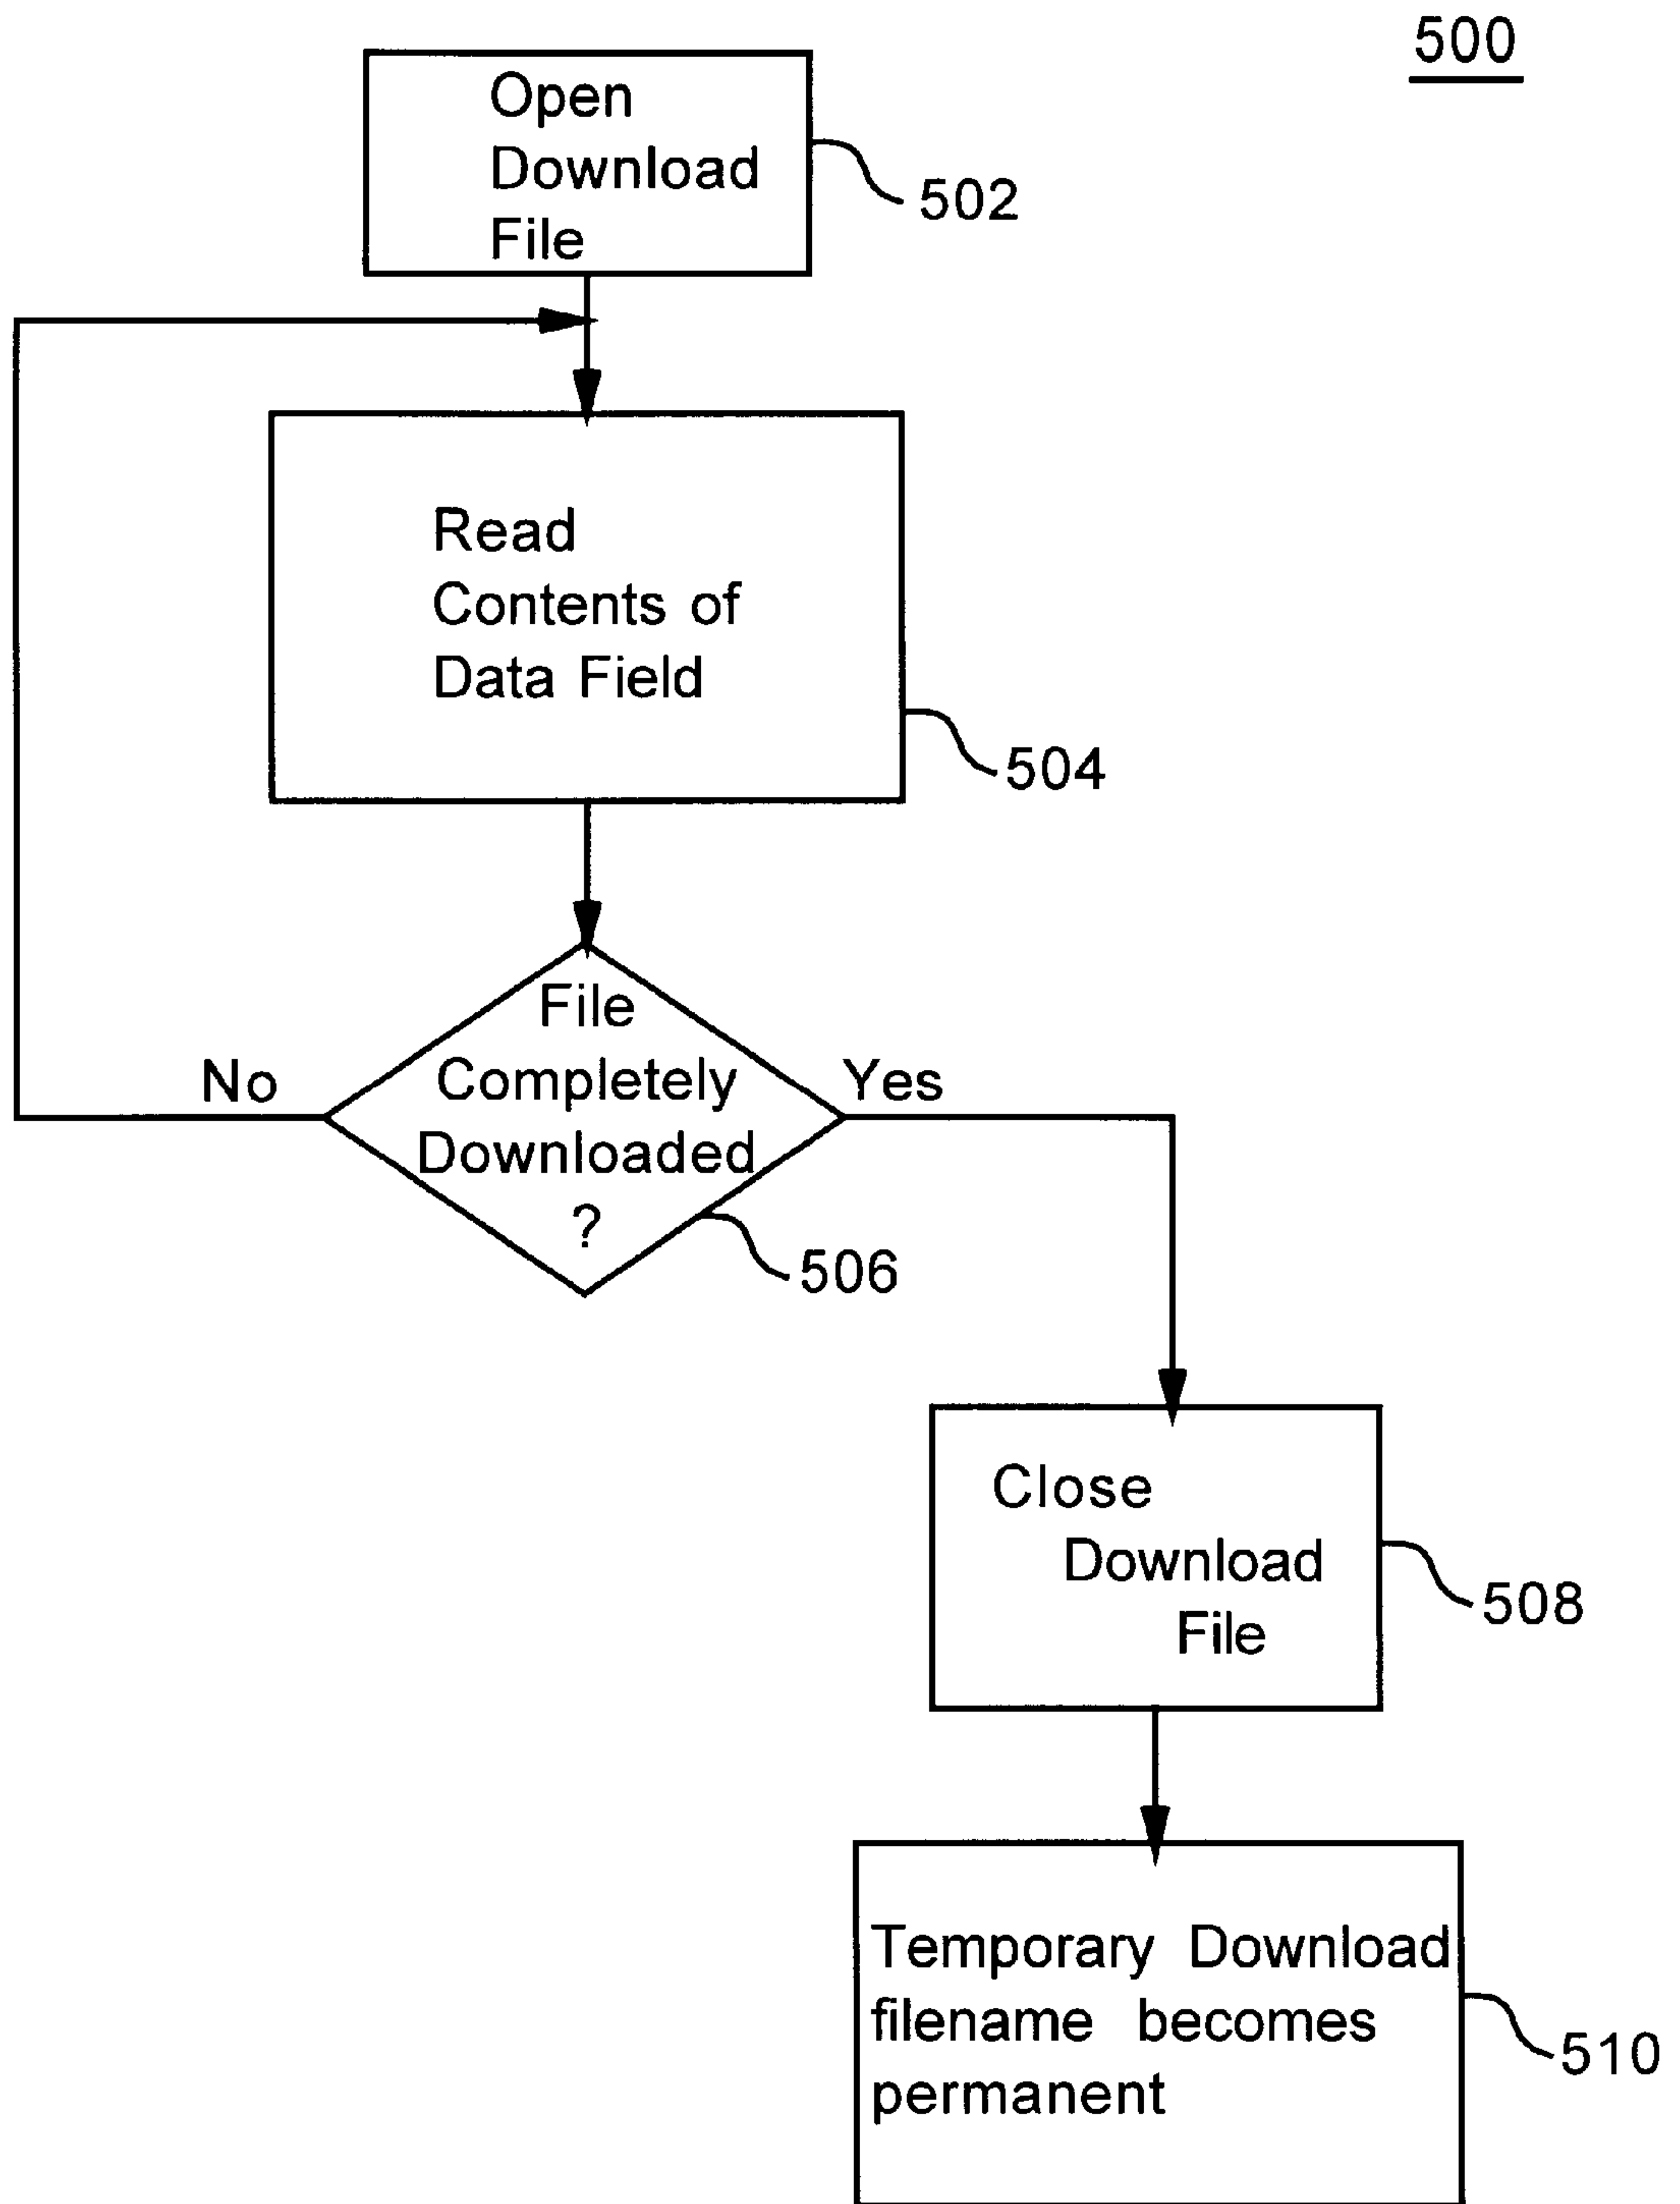 500
Open
Download
File
502
Read
Contents of
Data Field
504
File
Completely
Downloaded
?
No
Yes
506
Close
Download
File
508
Temporary Download
filename becomes
permanent
510